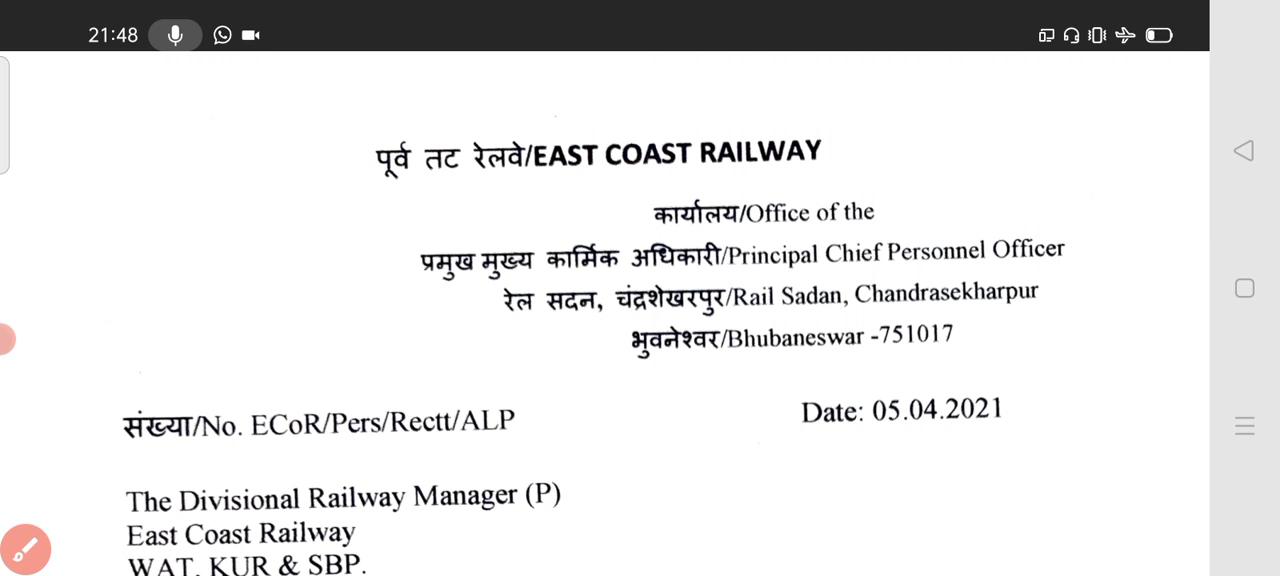 21:48
पूर्व तट रेलवे/EAST COAST RAILWAY
कार्यालय/Office of the
प्रमुख मुख्य कार्मिक अधिकारी/Principal Chief Personnel Officer
रेल सदन, चंद्रशेखरपुर/Rail Sadan, Chandrasekharpur
भुवनेश्वर/Bhubaneswar -751017
संख्या/No. ECoR/Pers/Rectt/ALP Date: 05.04.2021
The Divisional Railway Manager (P)
East Coast Railway
WAT, KUR & SBP.